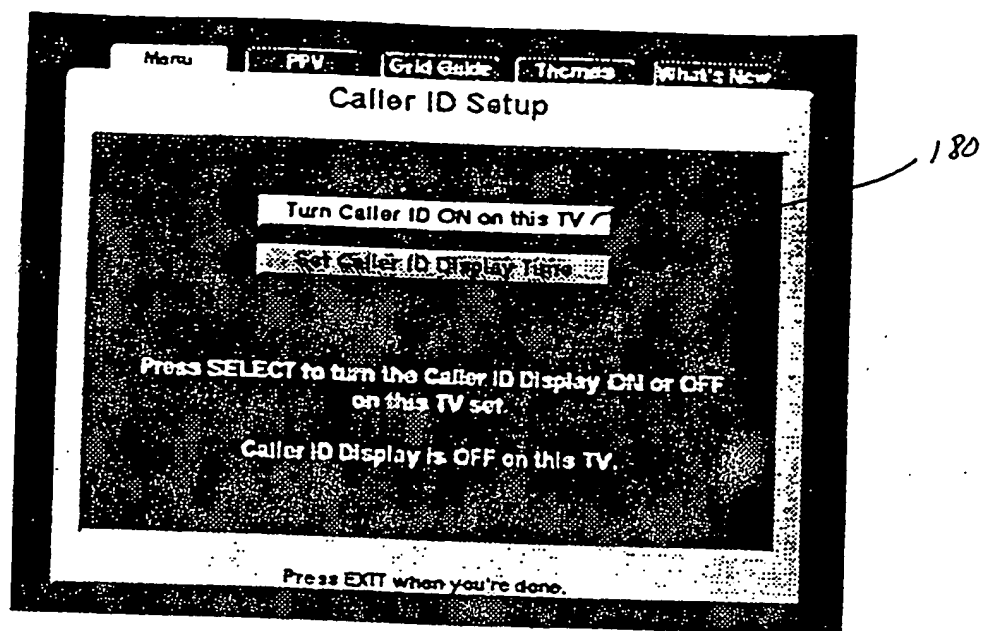 Menu PPV Grid Guide Themes What's New
Caller ID Setup
180
Turn Caller ID ON on this TV
Set Caller ID Display Time
Press SELECT to turn the Caller ID Display ON or OFF
on this TV set.
Caller ID Display is OFF on this TV.
Press EXIT when you're done.